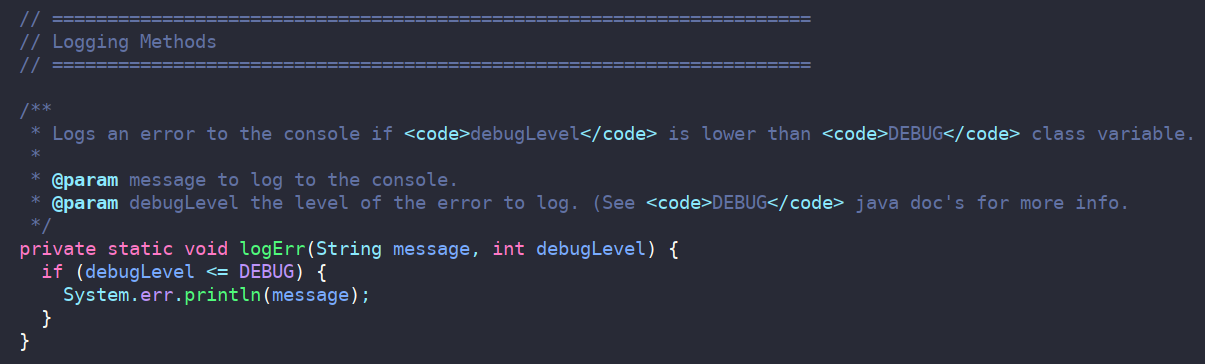 // =====================================================================
// Logging Methods
// =====================================================================
/**
 * Logs an error to the console if <code>debugLevel</code> is lower than <code>DEBUG</code> class variable.
 *
 * @param message to log to the console.
 * @param debugLevel the level of the error to log. (See <code>DEBUG</code> java doc's for more info.
 */
private static void logErr(String message, int debugLevel) {
  if (debugLevel <= DEBUG) {
    System.err.println(message);
  }
}